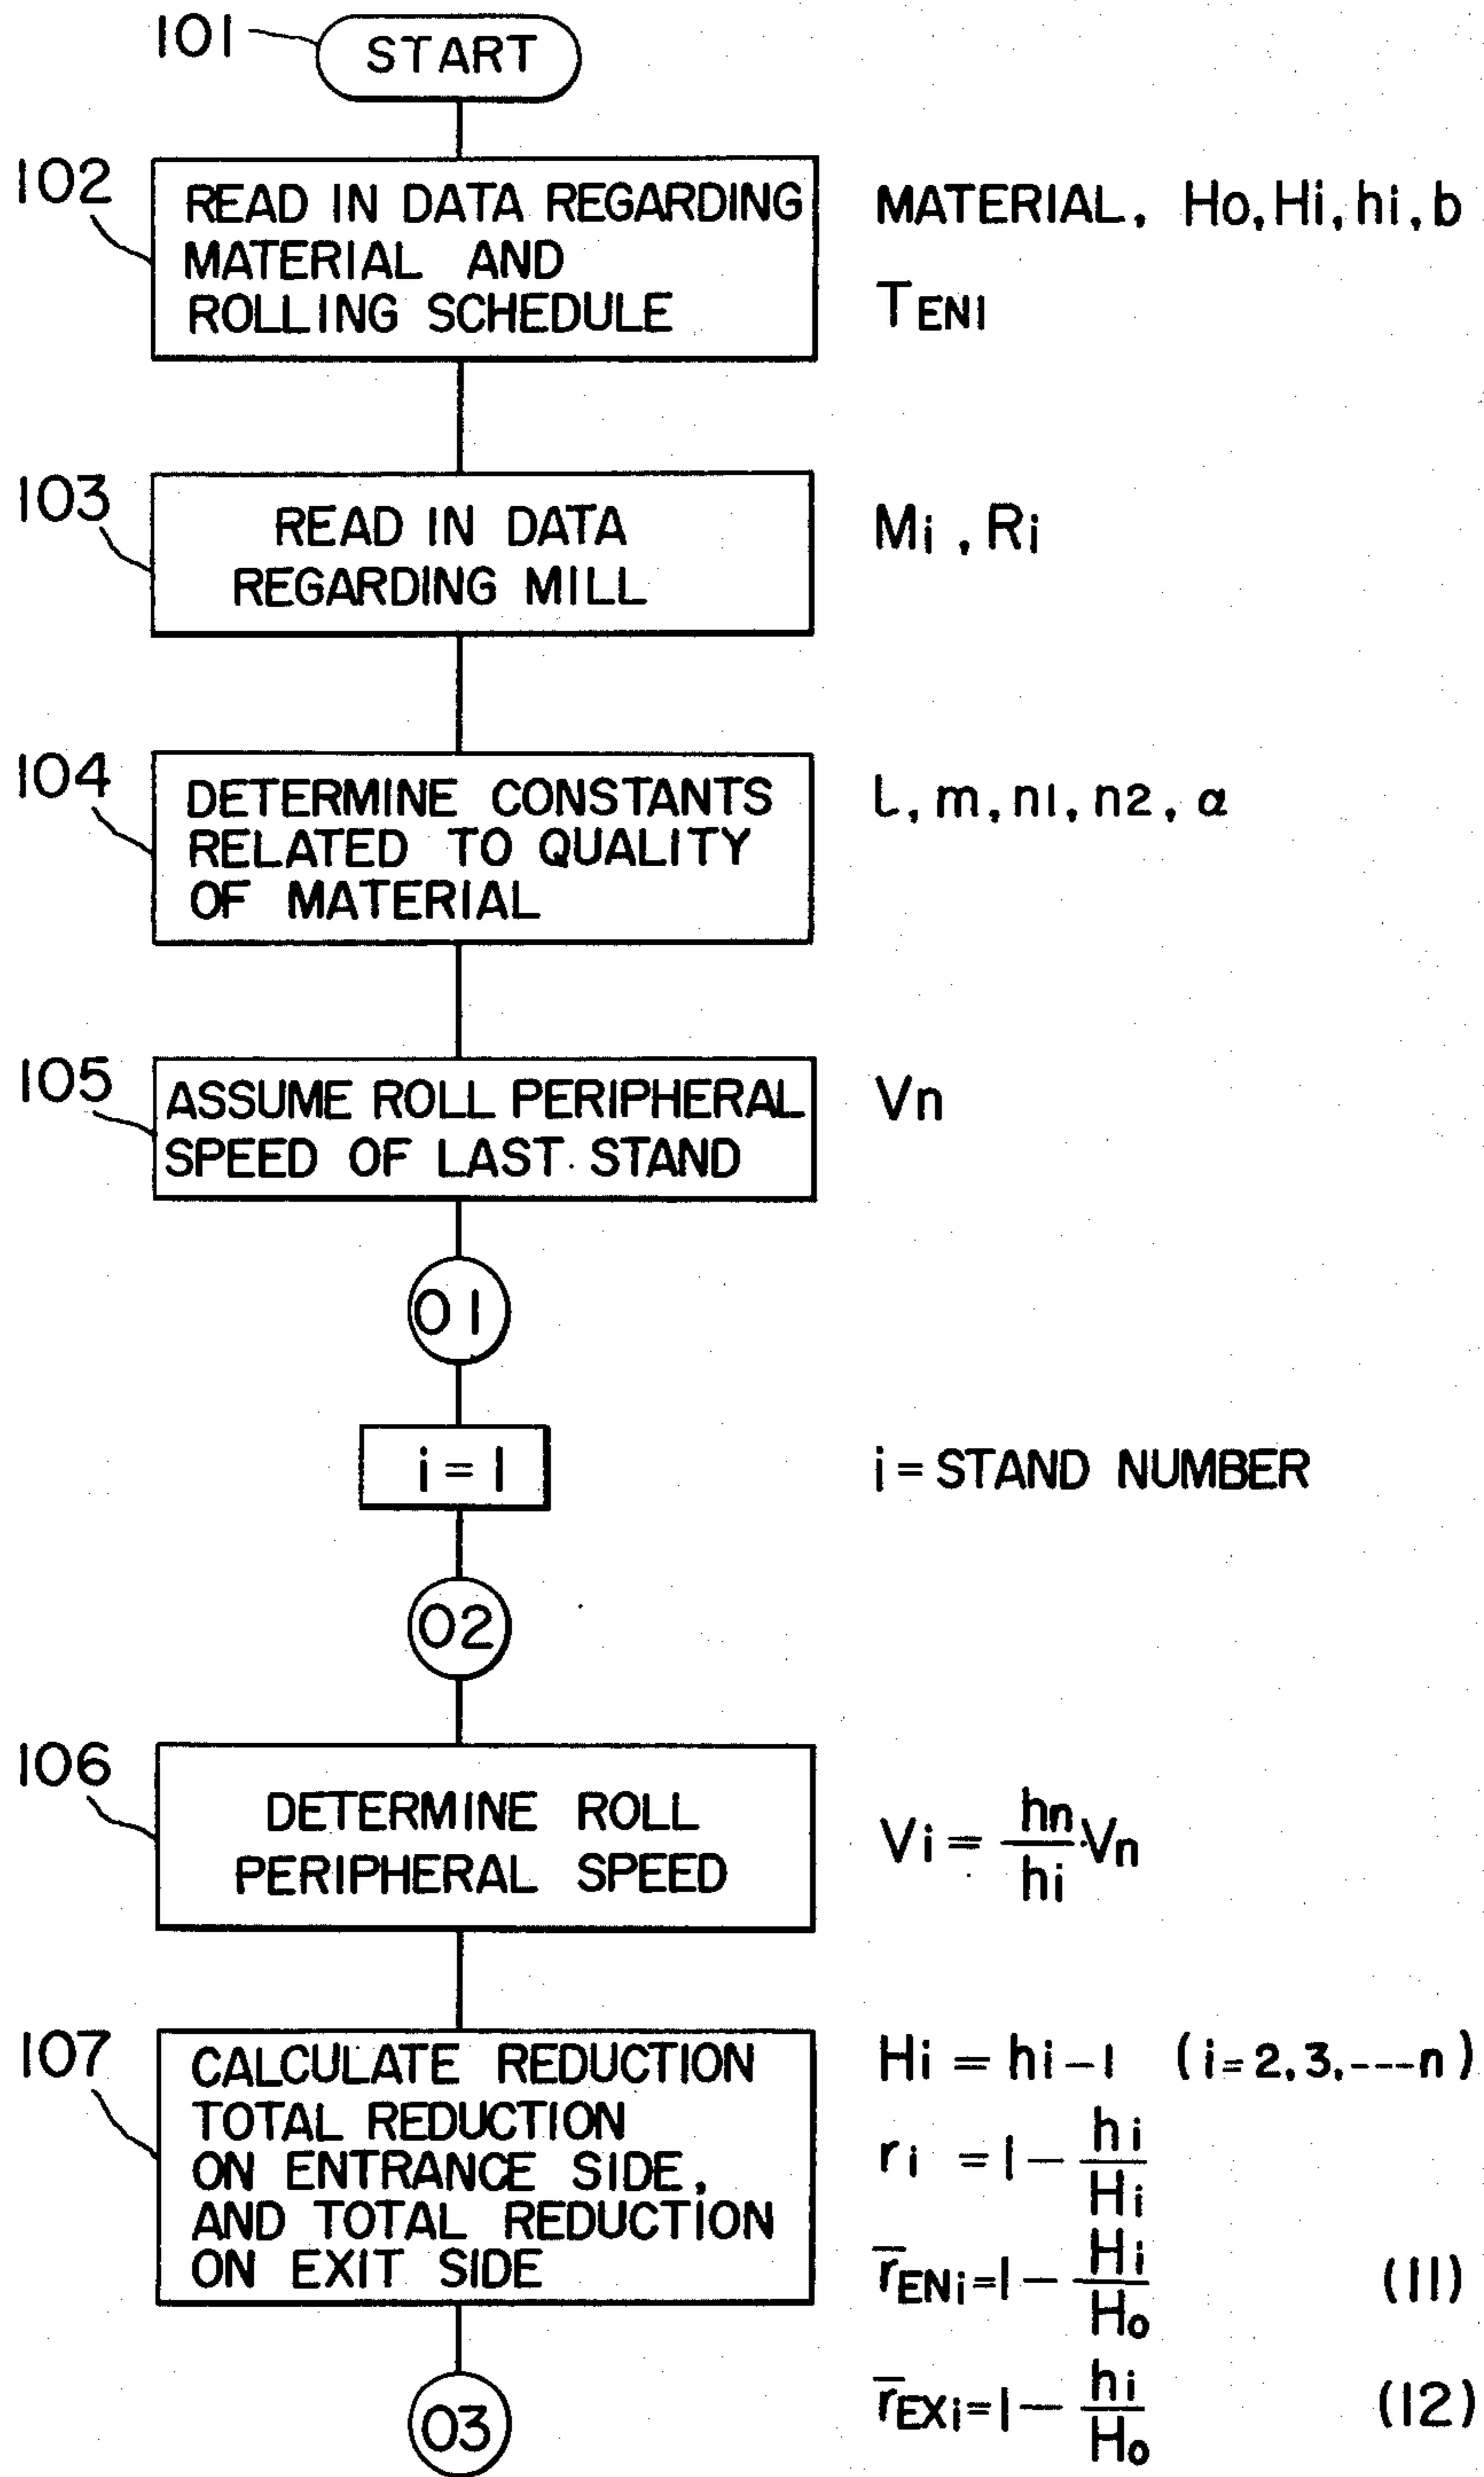 101
START
102
READ IN DATA REGARDING
MATERIAL AND
ROLLING SCHEDULE
MATERIAL, Ho, Hi, hi, b
TEN1
103
READ IN DATA
REGARDING MILL
Mi, Ri
104
DETERMINE CONSTANTS
RELATED TO QUALITY
OF MATERIAL
l, m, n1, n2, α
105
ASSUME ROLL PERIPHERAL
SPEED OF LAST STAND
Vn
01
i = 1
i = STAND NUMBER
02
106
DETERMINE ROLL
PERIPHERAL SPEED
Vi = hn/hi · Vn
107
CALCULATE REDUCTION
TOTAL REDUCTION
ON ENTRANCE SIDE,
AND TOTAL REDUCTION
ON EXIT SIDE
Hi = hi-1 (i=2,3,---n)
ri = 1 - hi/Hi
r̅ENi = 1 - Hi/Ho (11)
r̅EXi = 1 - hi/Ho (12)
03